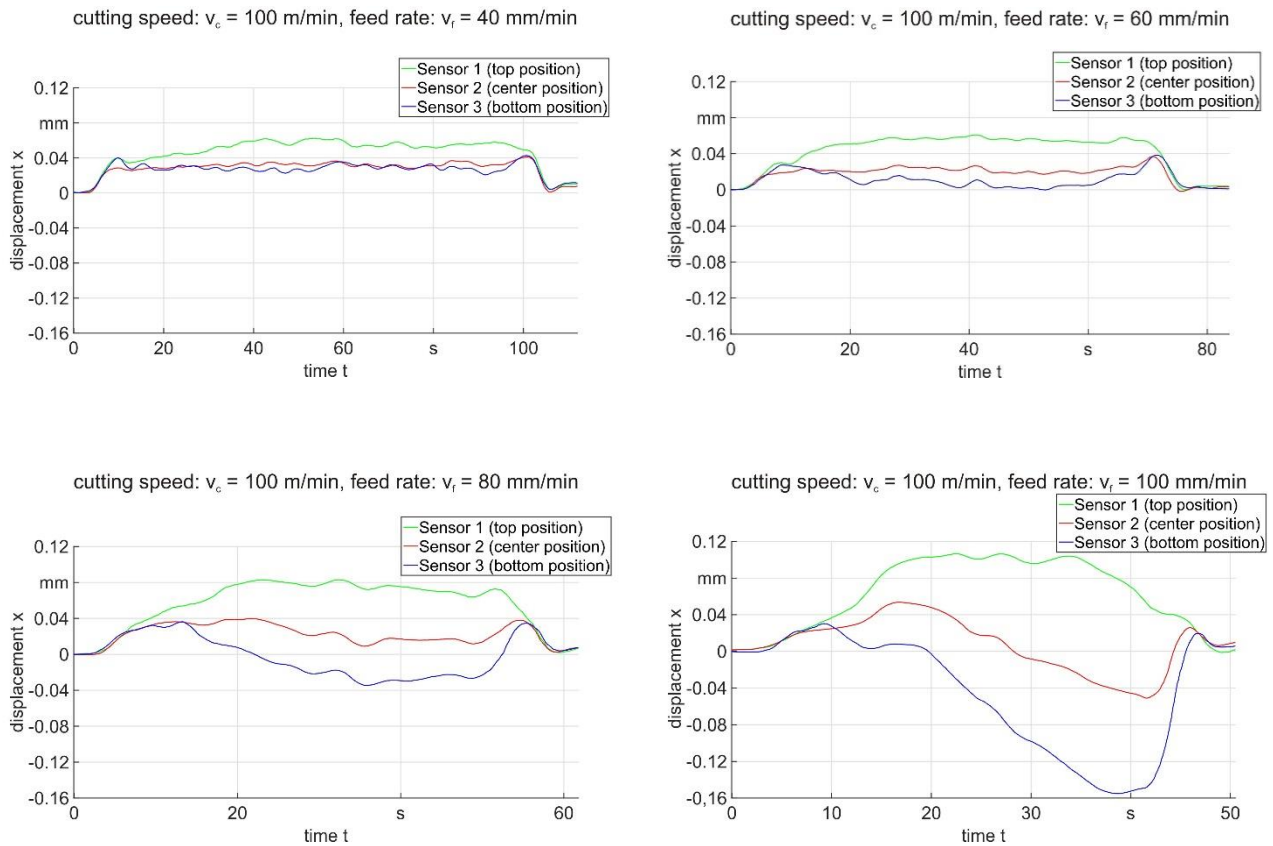 cutting speed: v_c = 100 m/min, feed rate: v_f = 40 mm/min
Sensor 1 (top position)
Sensor 2 (center position)
Sensor 3 (bottom position)
0.12
mm
0.04
0
-0.04
-0.08
-0.12
-0.16
displacement x
0 20 40 60 s 100
time t
cutting speed: v_c = 100 m/min, feed rate: v_f = 60 mm/min
Sensor 1 (top position)
Sensor 2 (center position)
Sensor 3 (bottom position)
0.12
mm
0.04
0
-0.04
-0.08
-0.12
-0.16
displacement x
0 20 40 s 80
time t
cutting speed: v_c = 100 m/min, feed rate: v_f = 80 mm/min
Sensor 1 (top position)
Sensor 2 (center position)
Sensor 3 (bottom position)
0.12
mm
0.04
0
-0.04
-0.08
-0.12
-0.16
displacement x
0 20 s 60
time t
cutting speed: v_c = 100 m/min, feed rate: v_f = 100 mm/min
Sensor 1 (top position)
Sensor 2 (center position)
Sensor 3 (bottom position)
0.12
mm
0.04
0
-0.04
-0.08
-0.12
-0.16
displacement x
0 10 20 30 s 50
time t